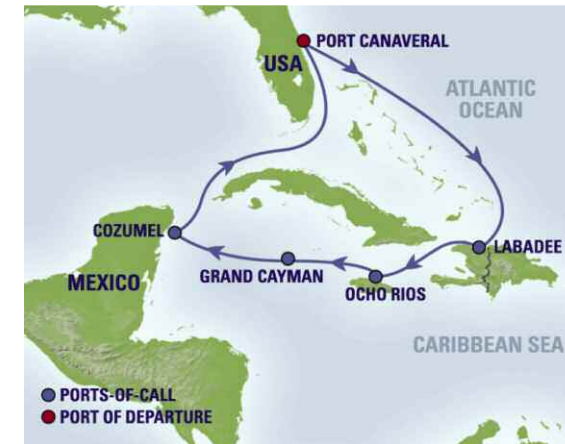 PORT CANAVERAL
USA
ATLANTIC
OCEAN
COZUMEL
LABADEE
GRAND CAYMAN
MEXICO
OCHO RIOS
CARIBBEAN SEA
PORTS-OF-CALL
PORT OF DEPARTURE